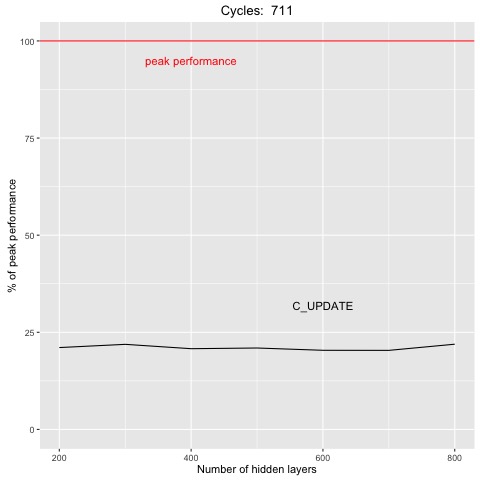 Cycles: 711
100
peak performance
75
% of peak performance
50
C_UPDATE
25
0
200 400 600 800
Number of hidden layers